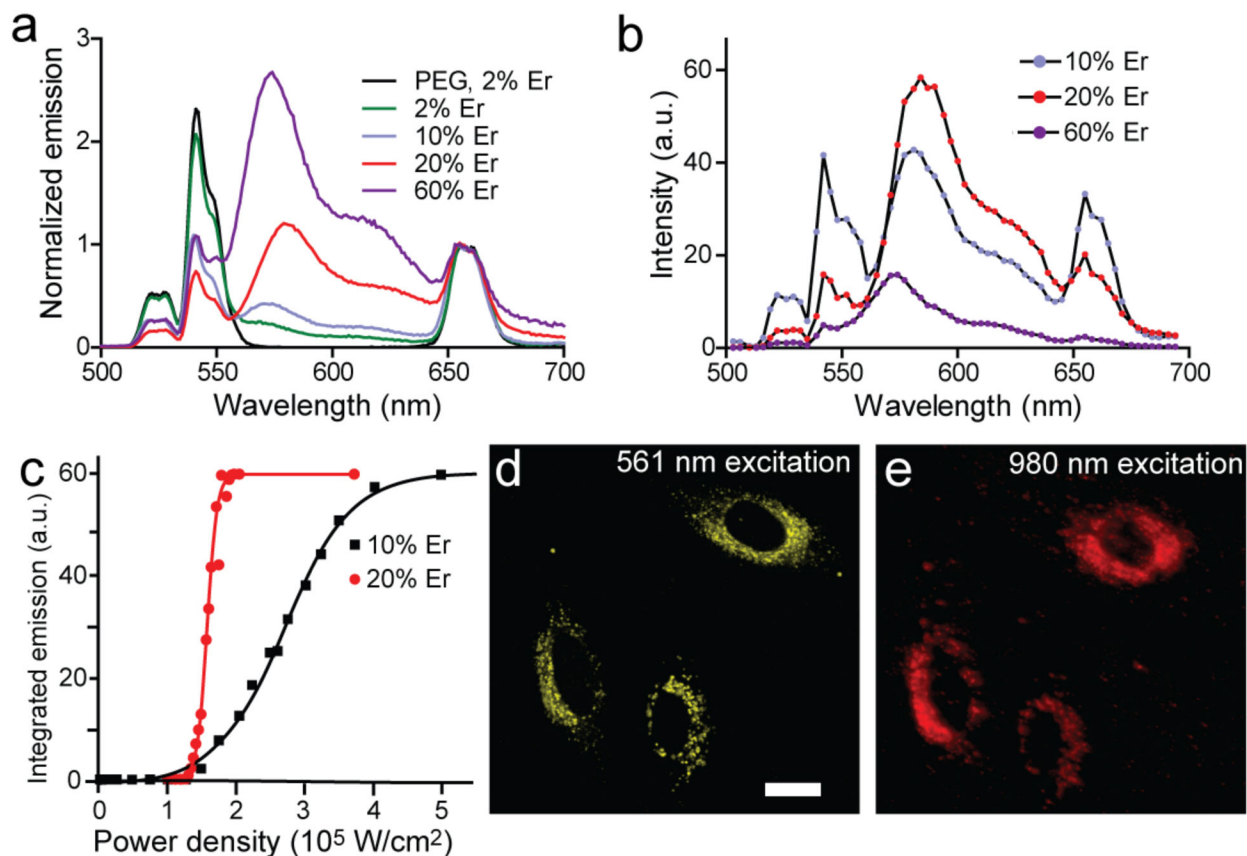 a
Normalized emission
3
2
1
0
500
550
600
650
700
Wavelength (nm)
PEG, 2% Er
2% Er
10% Er
20% Er
60% Er
b
Intensity (a.u.)
60
40
20
0
500
550
600
650
700
Wavelength (nm)
10% Er
20% Er
60% Er
c
Integrated emission (a.u.)
60
40
20
0
0
1
2
3
4
5
Power density (10⁵ W/cm²)
10% Er
20% Er
d
561 nm excitation
e
980 nm excitation